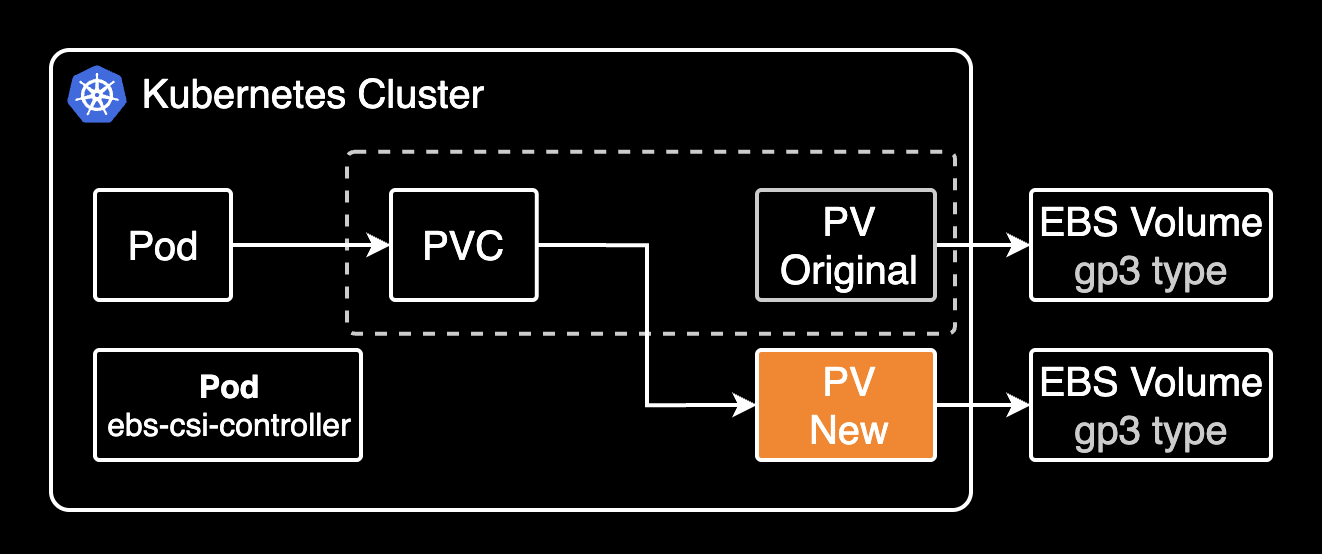 Kubernetes Cluster
Pod
PVC
PV
Original
EBS Volume
gp3 type
Pod
ebs-csi-controller
PV
New
EBS Volume
gp3 type